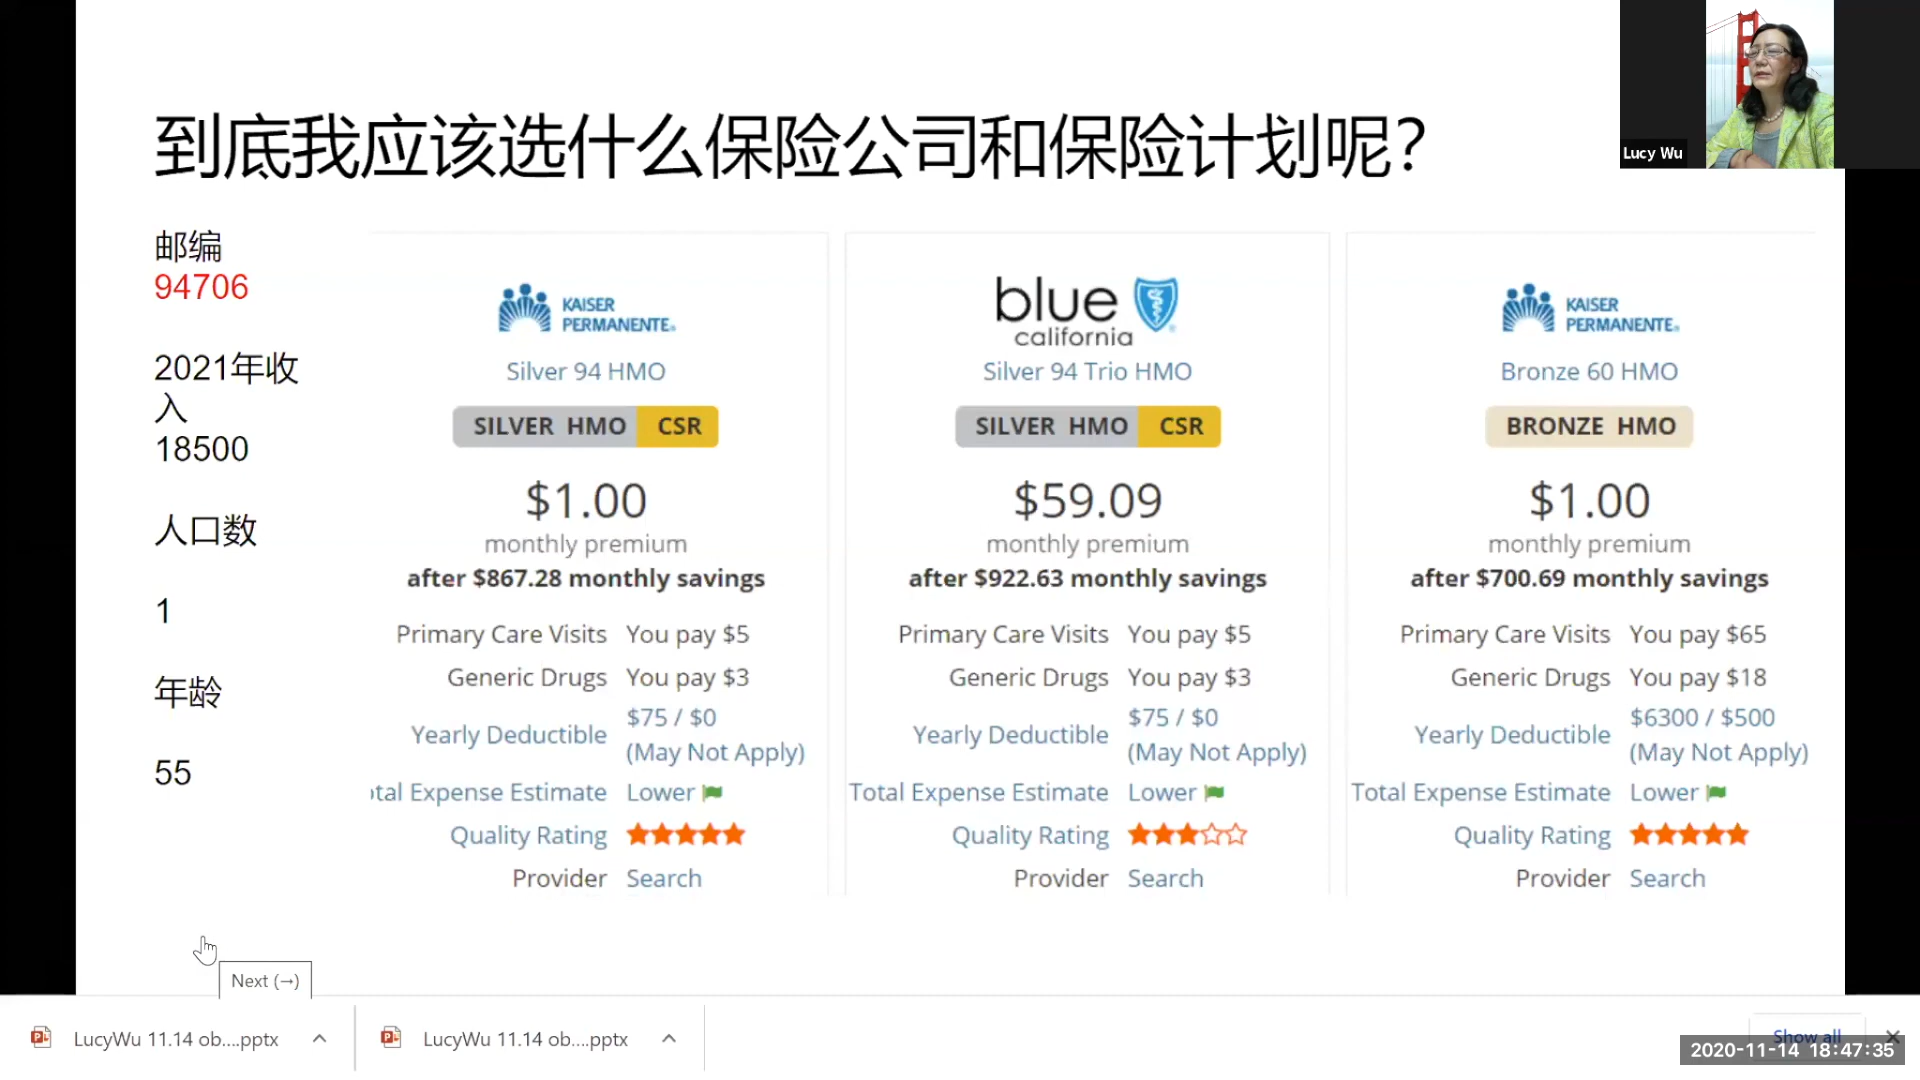 到底我应该选什么保险公司和保险计划呢?
Lucy Wu
邮编
94706
2021年收
入
18500
人口数
1
年龄
55
KAISER
PERMANENTE®
Silver 94 HMO
SILVER HMO CSR
$1.00
monthly premium
after $867.28 monthly savings
Primary Care Visits You pay $5
Generic Drugs You pay $3
Yearly Deductible $75 / $0
(May Not Apply)
otal Expense Estimate Lower
Quality Rating
Provider Search
blue
california
Silver 94 Trio HMO
SILVER HMO CSR
$59.09
monthly premium
after $922.63 monthly savings
Primary Care Visits You pay $5
Generic Drugs You pay $3
Yearly Deductible $75 / $0
(May Not Apply)
Total Expense Estimate Lower
Quality Rating
Provider Search
KAISER
PERMANENTE®
Bronze 60 HMO
BRONZE HMO
$1.00
monthly premium
after $700.69 monthly savings
Primary Care Visits You pay $65
Generic Drugs You pay $18
Yearly Deductible $6300 / $500
(May Not Apply)
Total Expense Estimate Lower
Quality Rating
Provider Search
Next (→)
LucyWu 11.14 ob....pptx
LucyWu 11.14 ob....pptx
Show all
2020-11-14 18:47:35